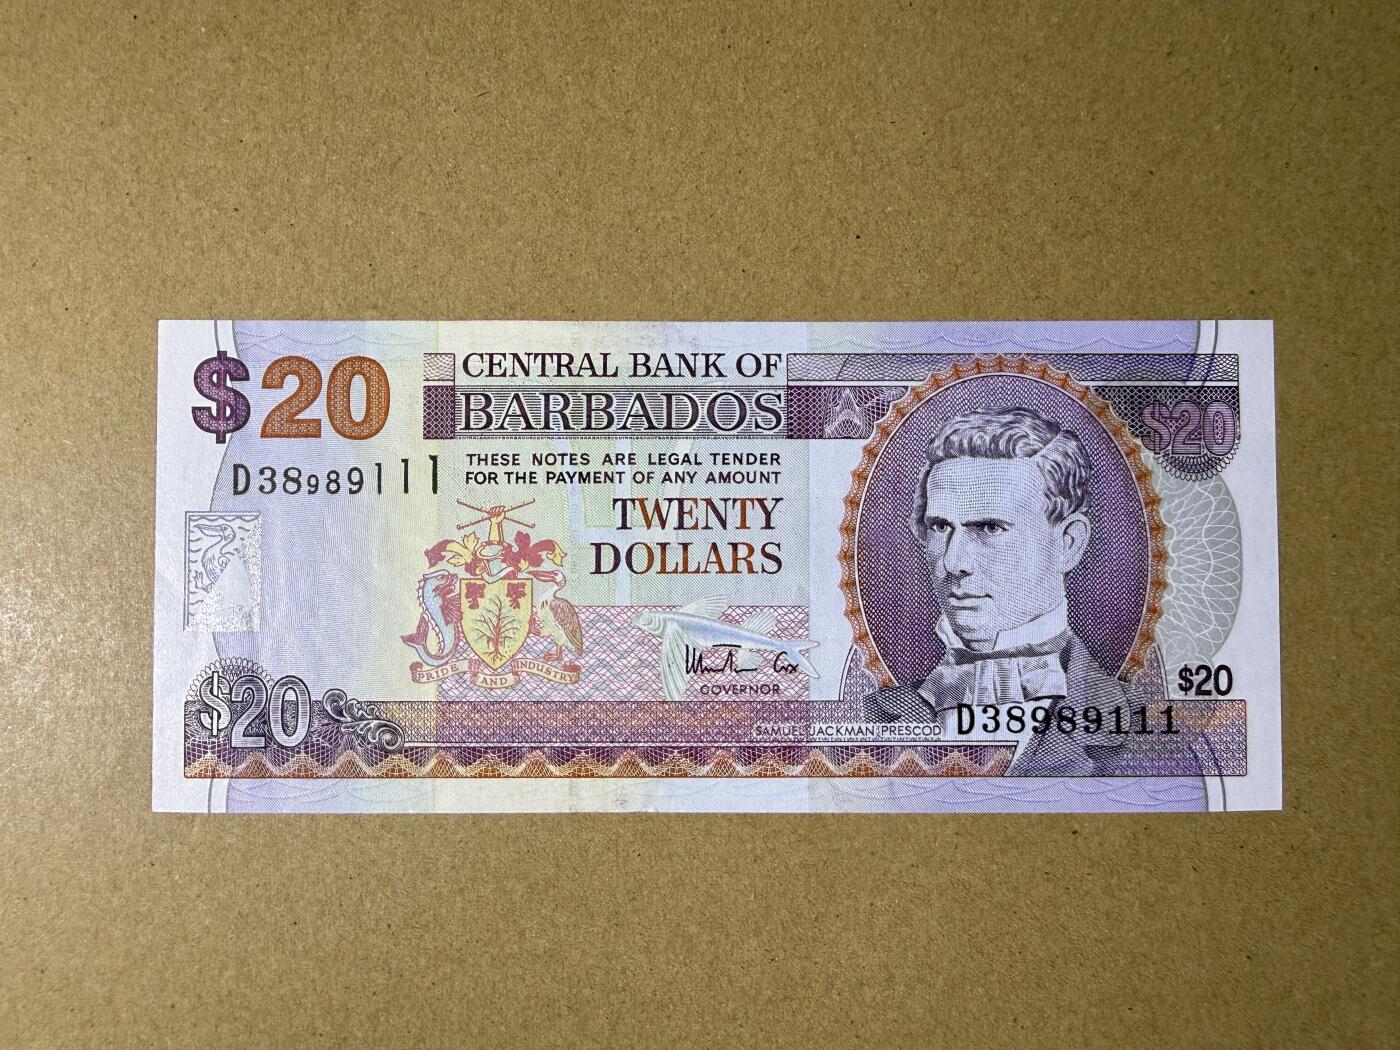 $20
CENTRAL BANK OF
BARBADOS
$20
D38989111
THESE NOTES ARE LEGAL TENDER
FOR THE PAYMENT OF ANY AMOUNT
TWENTY
DOLLARS
PRIDE AND INDUSTRY
GOVERNOR
$20
$20
SAMUEL JACKMAN PRESCOD
D38989111